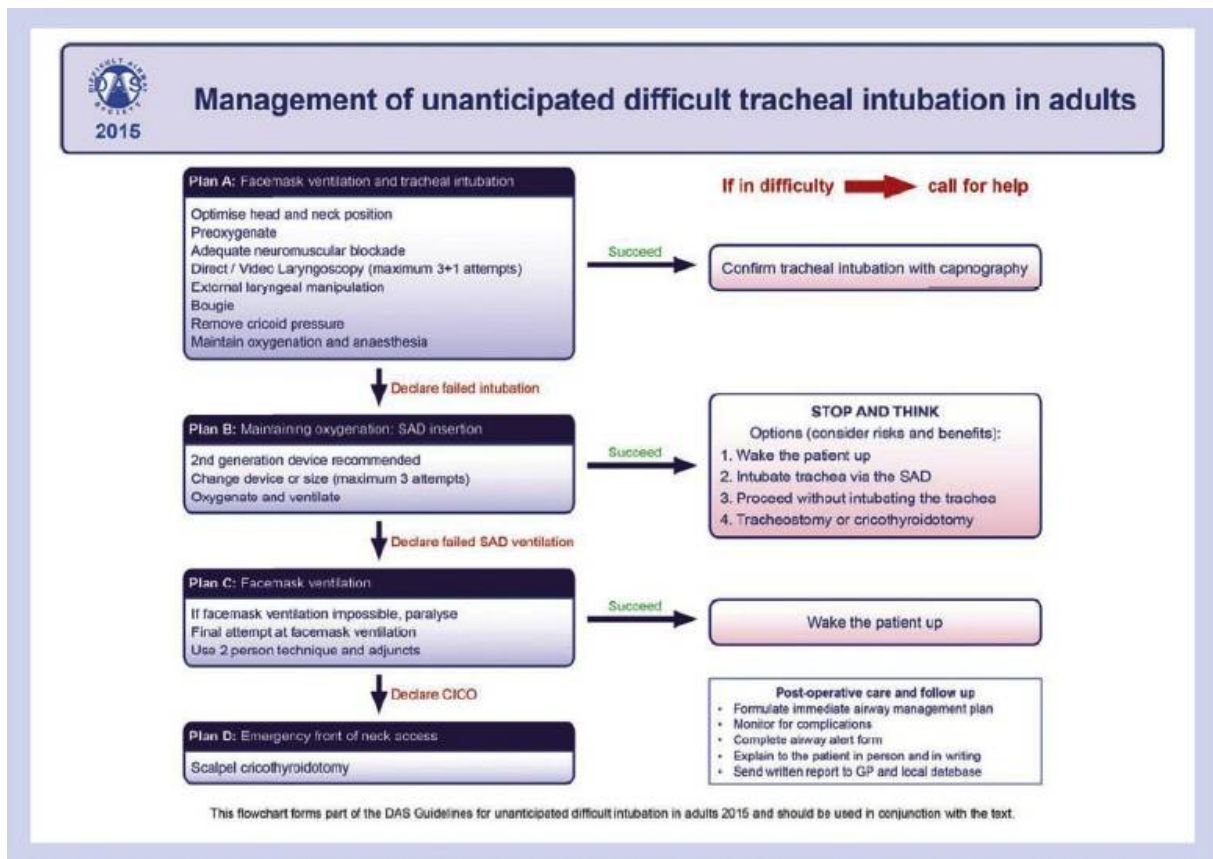 DIFFICULT AIRWAY SOCIETY
DAS
2015
Management of unanticipated difficult tracheal intubation in adults
Plan A: Facemask ventilation and tracheal intubation
Optimise head and neck position
Preoxygenate
Adequate neuromuscular blockade
Direct / Video Laryngoscopy (maximum 3+1 attempts)
External laryngeal manipulation
Bougie
Remove cricoid pressure
Maintain oxygenation and anaesthesia
If in difficulty call for help
Succeed
Confirm tracheal intubation with capnography
Declare failed intubation
Plan B: Maintaining oxygenation: SAD insertion
2nd generation device recommended
Change device or size (maximum 3 attempts)
Oxygenate and ventilate
Succeed
STOP AND THINK
Options (consider risks and benefits):
1. Wake the patient up
2. Intubate trachea via the SAD
3. Proceed without intubating the trachea
4. Tracheostomy or cricothyroidotomy
Declare failed SAD ventilation
Plan C: Facemask ventilation
If facemask ventilation impossible, paralyse
Final attempt at facemask ventilation
Use 2 person technique and adjuncts
Succeed
Wake the patient up
Declare CICO
Plan D: Emergency front of neck access
Scalpel cricothyroidotomy
Post-operative care and follow up
• Formulate immediate airway management plan
• Monitor for complications
• Complete airway alert form
• Explain to the patient in person and in writing
• Send written report to GP and local database
This flowchart forms part of the DAS Guidelines for unanticipated difficult intubation in adults 2015 and should be used in conjunction with the text.